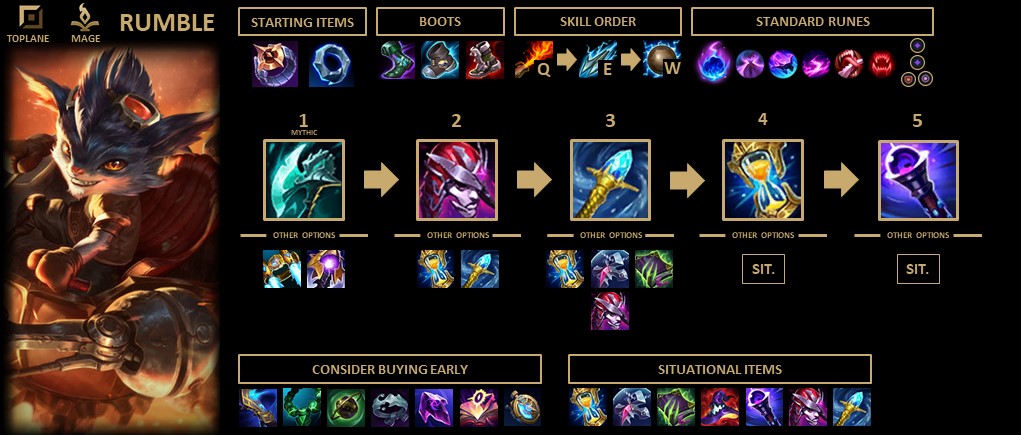 TOPLANE
MAGE
RUMBLE
STARTING ITEMS
BOOTS
SKILL ORDER
STANDARD RUNES
Q
E
W
1
MYTHIC
2
3
4
5
OTHER OPTIONS
OTHER OPTIONS
OTHER OPTIONS
OTHER OPTIONS
OTHER OPTIONS
SIT.
SIT.
CONSIDER BUYING EARLY
SITUATIONAL ITEMS